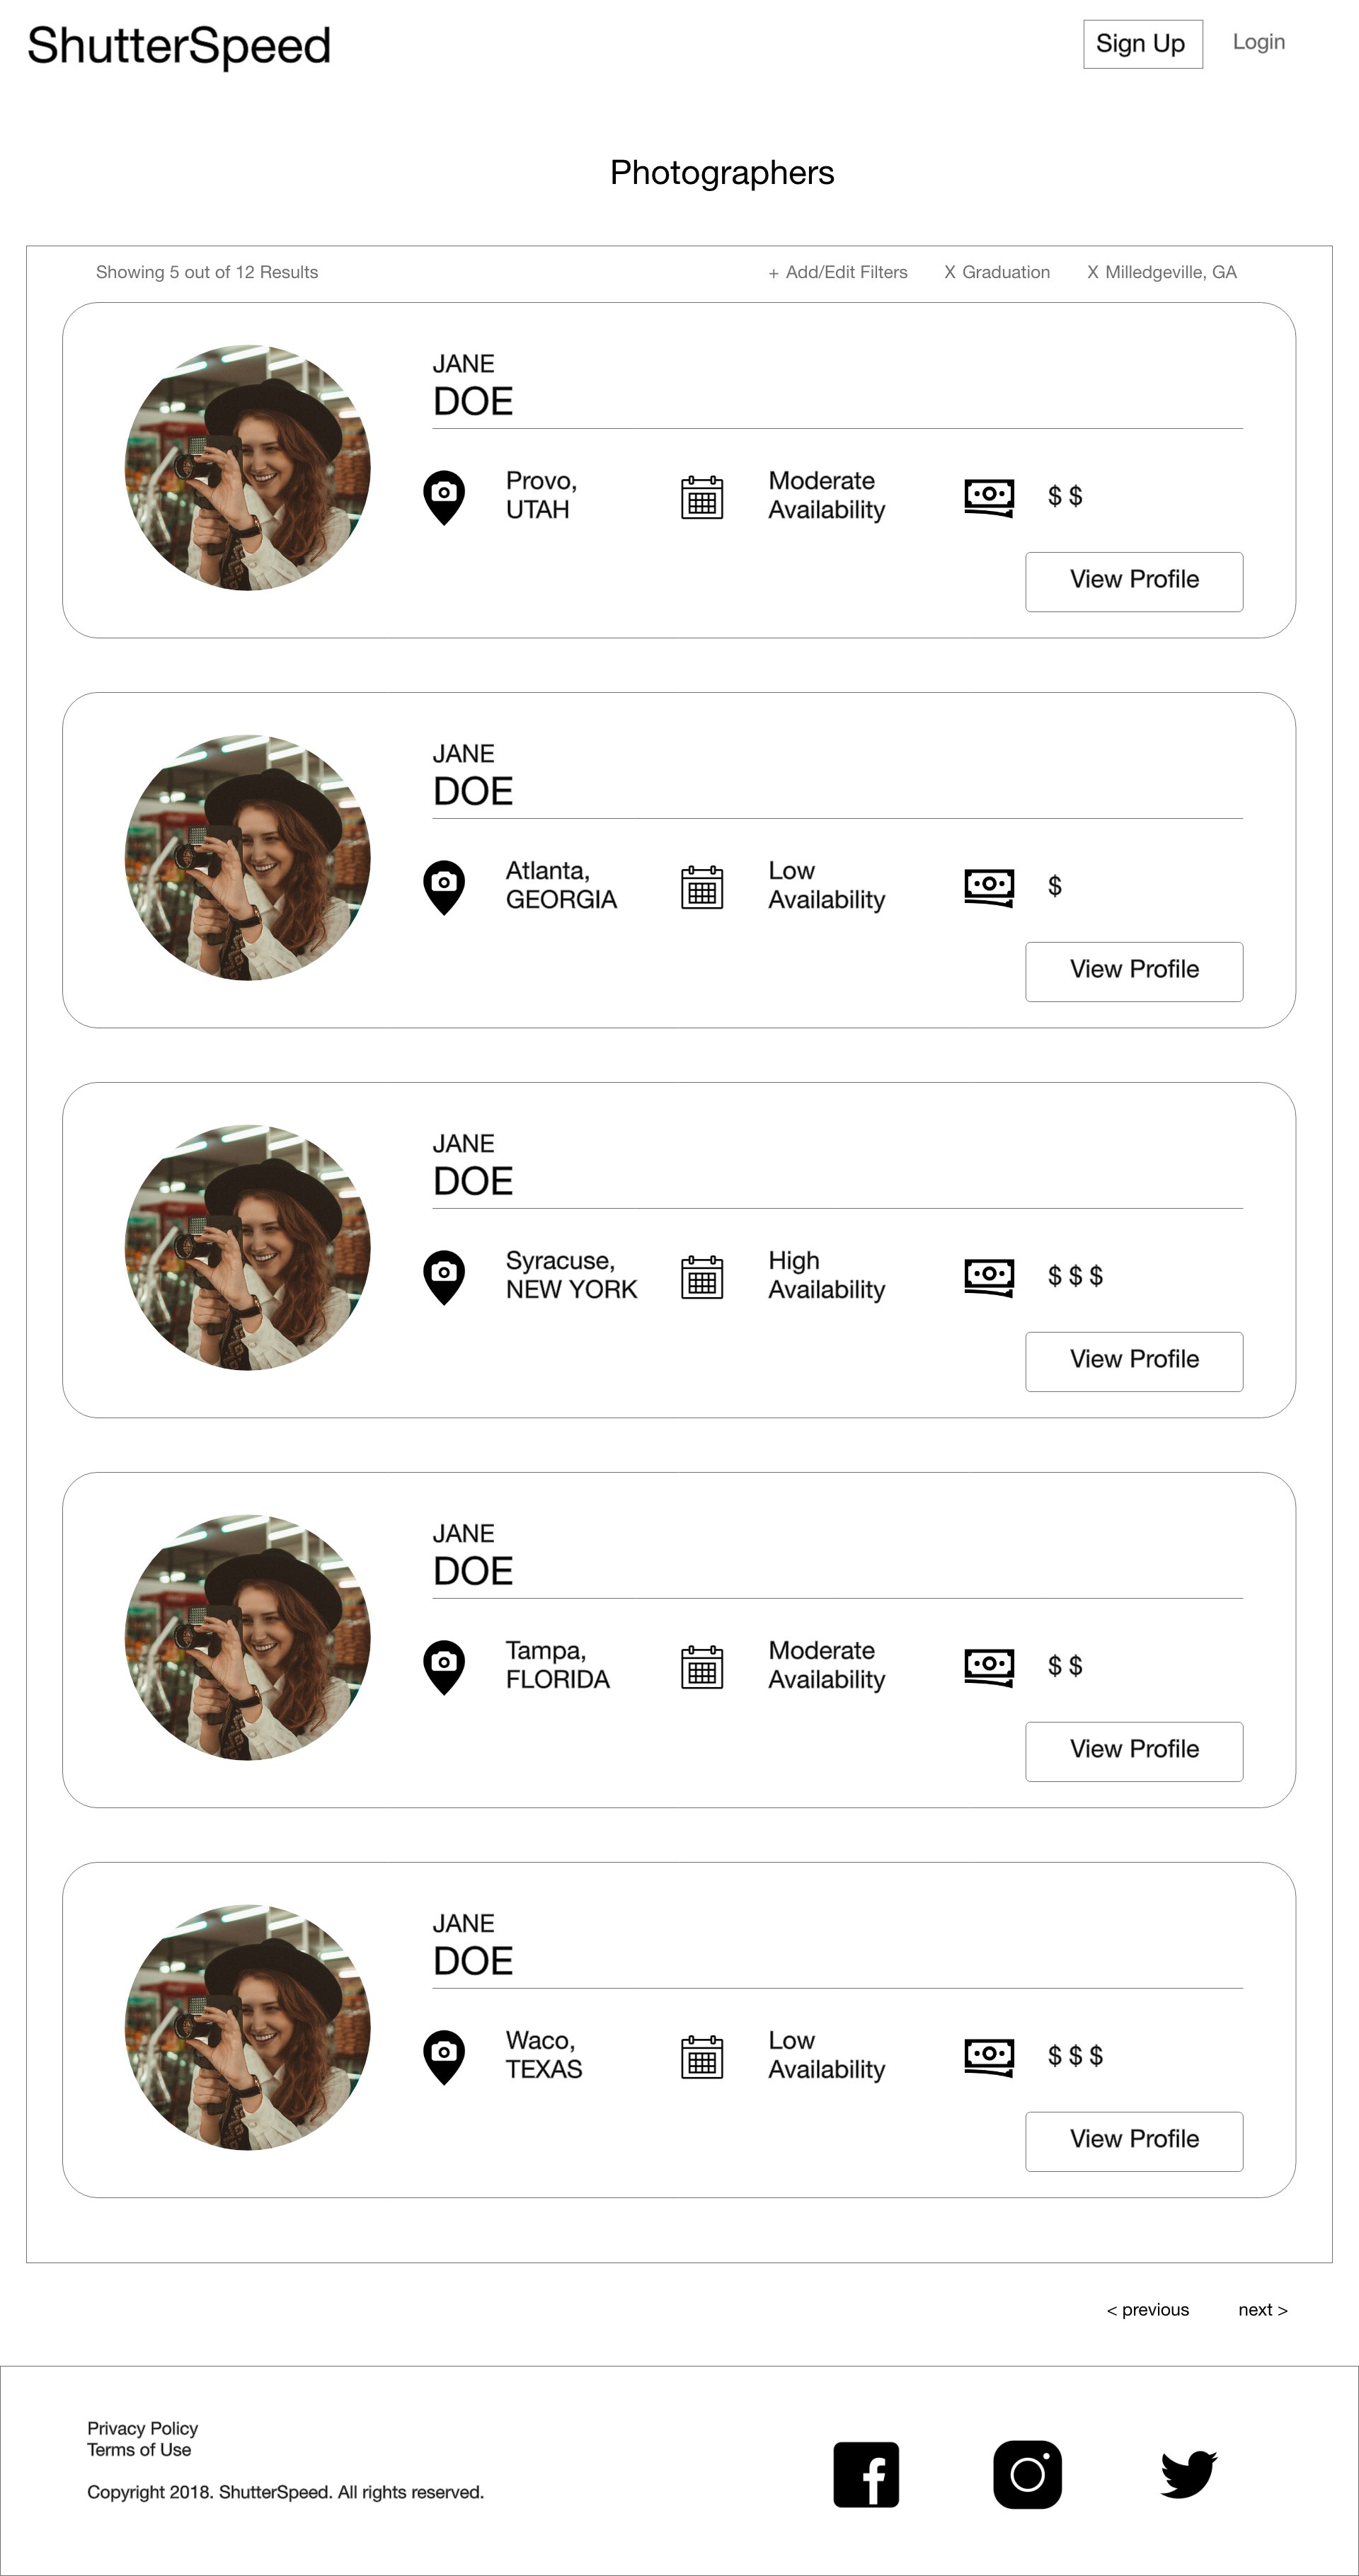 ShutterSpeed
Sign Up
Login
Photographers
Showing 5 out of 12 Results
+ Add/Edit Filters
X Graduation
X Milledgeville, GA
JANE
DOE
Provo,
UTAH
Moderate
Availability
$ $
View Profile
JANE
DOE
Atlanta,
GEORGIA
Low
Availability
$
View Profile
JANE
DOE
Syracuse,
NEW YORK
High
Availability
$ $ $
View Profile
JANE
DOE
Tampa,
FLORIDA
Moderate
Availability
$ $
View Profile
JANE
DOE
Waco,
TEXAS
Low
Availability
$ $ $
View Profile
< previous
next >
Privacy Policy
Terms of Use
Copyright 2018. ShutterSpeed. All rights reserved.